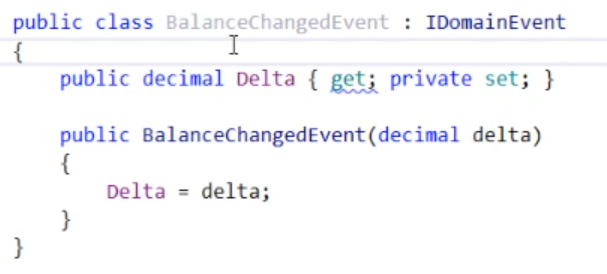 public class BalanceChangedEvent : IDomainEvent
{
public decimal Delta { get; private set; }
public BalanceChangedEvent(decimal delta)
{
Delta = delta;
}
}